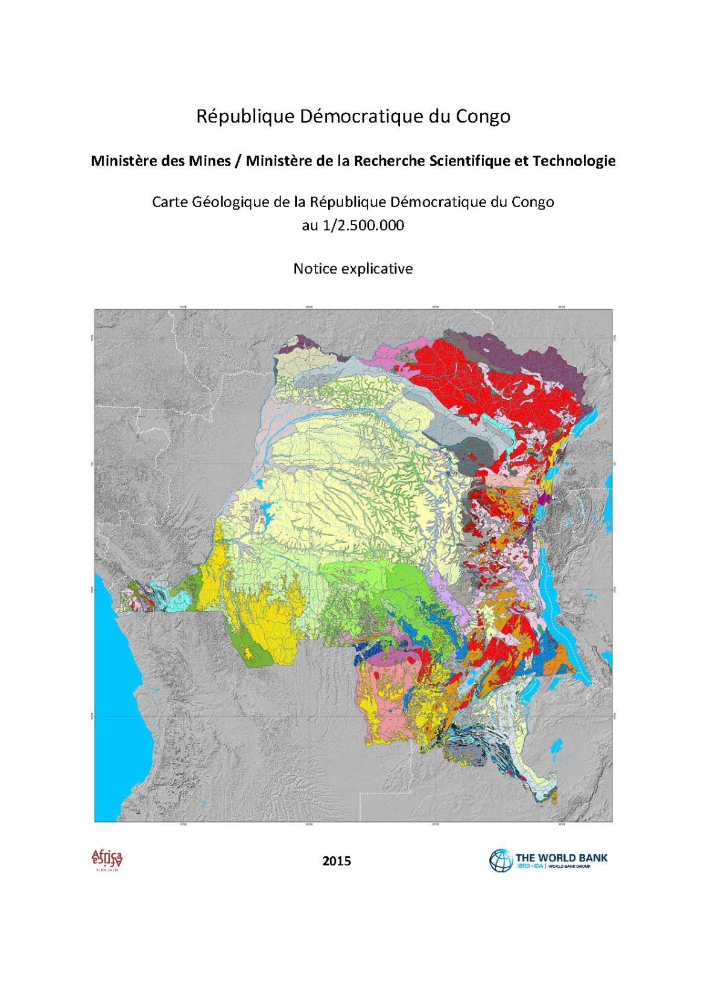 République Démocratique du Congo
Ministère des Mines / Ministère de la Recherche Scientifique et Technologie
Carte Géologique de la République Démocratique du Congo
au 1/2.500.000
Notice explicative
Africa
TERVUREN
2015
THE WORLD BANK
IBRD • IDA | WORLD BANK GROUP